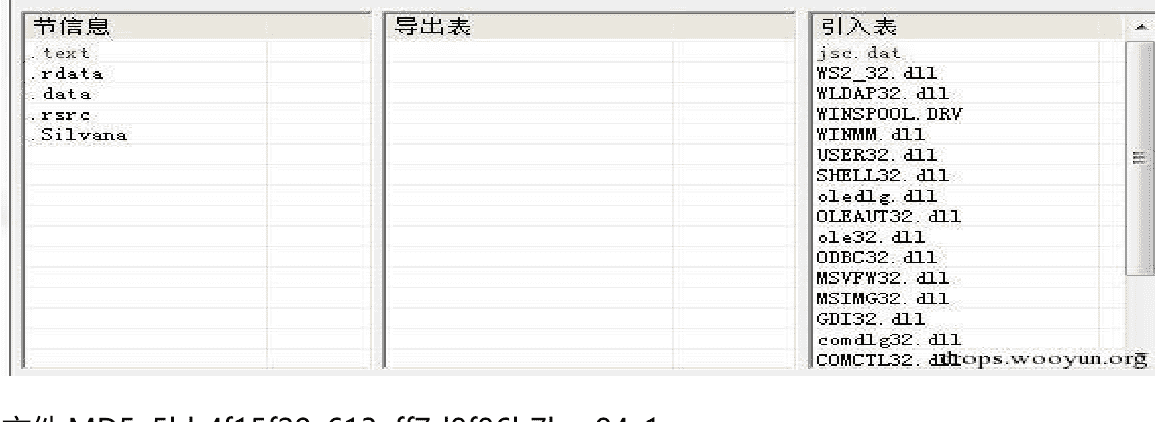 节信息
.text
.rdata
.data
.rsrc
.Silvana
导出表
引入表
jsc.dat
WS2_32.dll
WLDAP32.dll
WINSPOOL.DRV
WINMM.dll
USER32.dll
SHELL32.dll
oledlg.dll
OLEAUT32.dll
ole32.dll
ODBC32.dll
MSVFW32.dll
MSIMG32.dll
GDI32.dll
comdlg32.dll
COMCTL32.dll
drops.wooyun.org